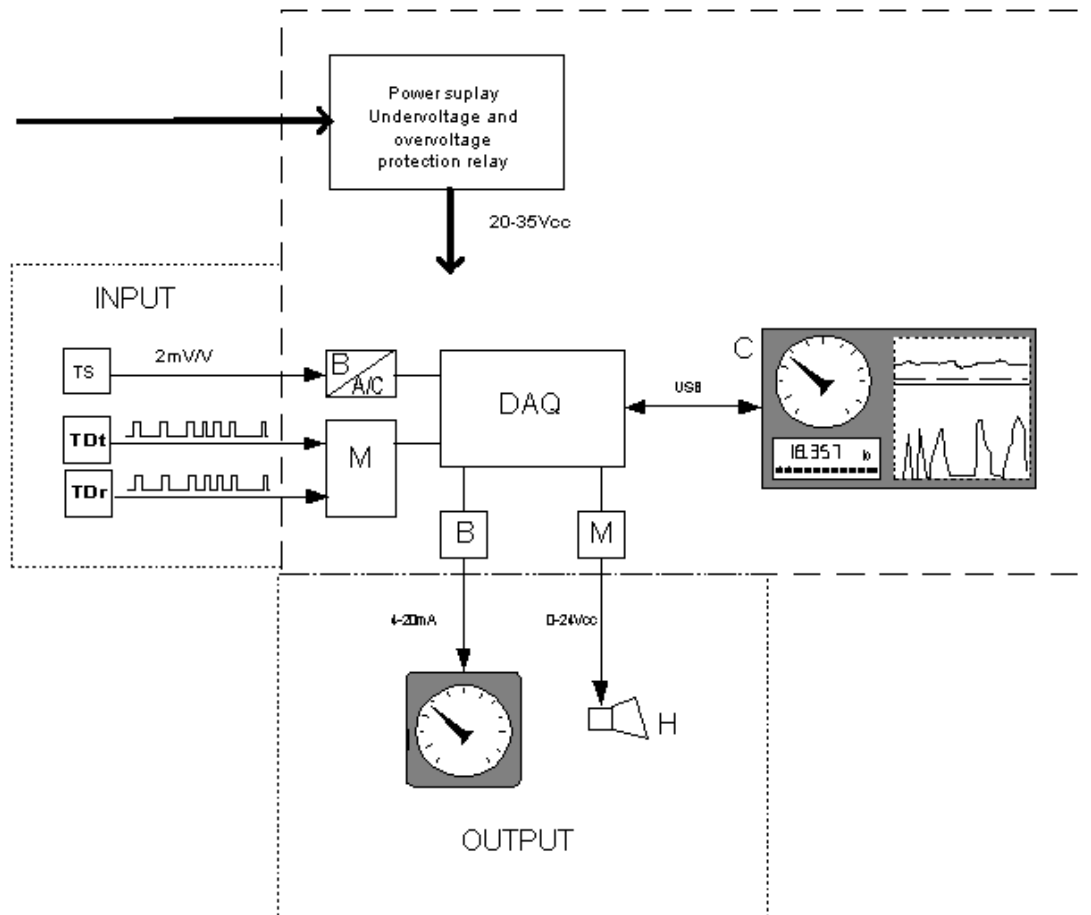 Power suplay
Undervoltage and
overvoltage
protection relay
20-35Vcc
INPUT
TS
2mV/V
B
A/C
DAQ
USB
C
TDt
M
TDr
18.357
B
M
4-20mA
0-24Vcc
H
OUTPUT